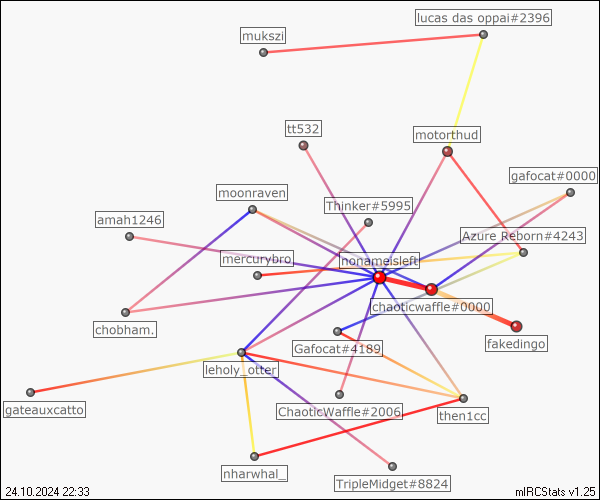 lucas das oppai#2396
mukszi
tt532
motorthud
gafocat#0000
moonraven
Thinker#5995
amah1246
Azure Reborn#4243
mercurybro
nonamesleft
chaoticwaffle#0000
chobham.
fakedingo
Gafocat#4189
leholy_otter
gateauxcatto
ChaoticWaffle#2006
then1cc
nharwhal_
TripleMidget#8824
24.10.2024 22:33
mIRCStats v1.25